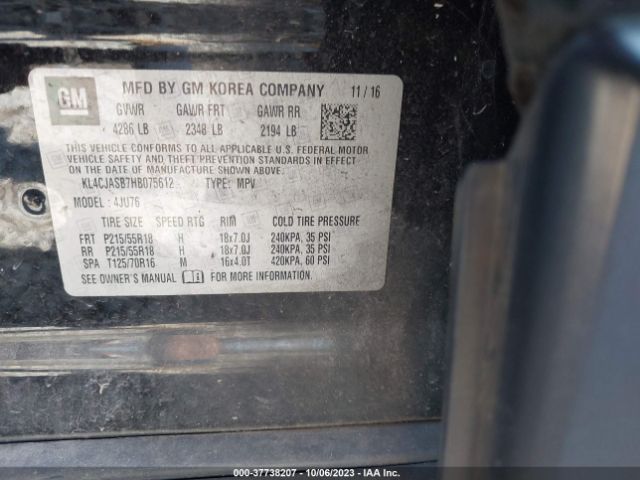 GM
MFD BY GM KOREA COMPANY 11/16
GVWR GAWR FRT GAWR RR
4286 LB 2348 LB 2194 LB
THIS VEHICLE CONFORMS TO ALL APPLICABLE U.S. FEDERAL MOTOR
VEHICLE SAFETY AND THEFT PREVENTION STANDARDS IN EFFECT
ON THE DATE OF MANUFACTURE SHOWN ABOVE.
KL4CJASB7HB075612 TYPE: MPV
MODEL: 4JU76
TIRE SIZE SPEED RTG RIM COLD TIRE PRESSURE
FRT P215/55R18 H 18x7.0J 240KPA, 35 PSI
RR P215/55R18 H 18x7.0J 240KPA, 35 PSI
SPA T125/70R16 M 16x4.0T 420KPA, 60 PSI
SEE OWNER'S MANUAL FOR MORE INFORMATION.
000-37738207 - 10/06/2023 - IAA Inc.